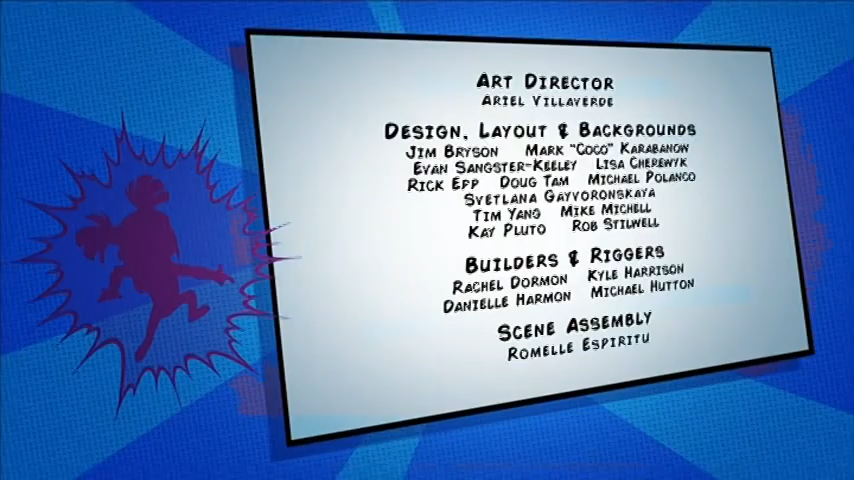 ART DIRECTOR
ARIEL VILLAVERDE
DESIGN, LAYOUT & BACKGROUNDS
JIM BRYSON MARK "COCO" KARABANOW
EVAN SANGSTER-KEELEY LISA CHEREWYK
RICK EPP DOUG TAM MICHAEL POLANCO
SVETLANA GAYVORONSKAYA
TIM YANG MIKE MICHELL
KAY PLUTO ROB STILWELL
BUILDERS & RIGGERS
RACHEL DORMON KYLE HARRISON
DANIELLE HARMON MICHAEL HUTTON
SCENE ASSEMBLY
ROMELLE ESPIRITU